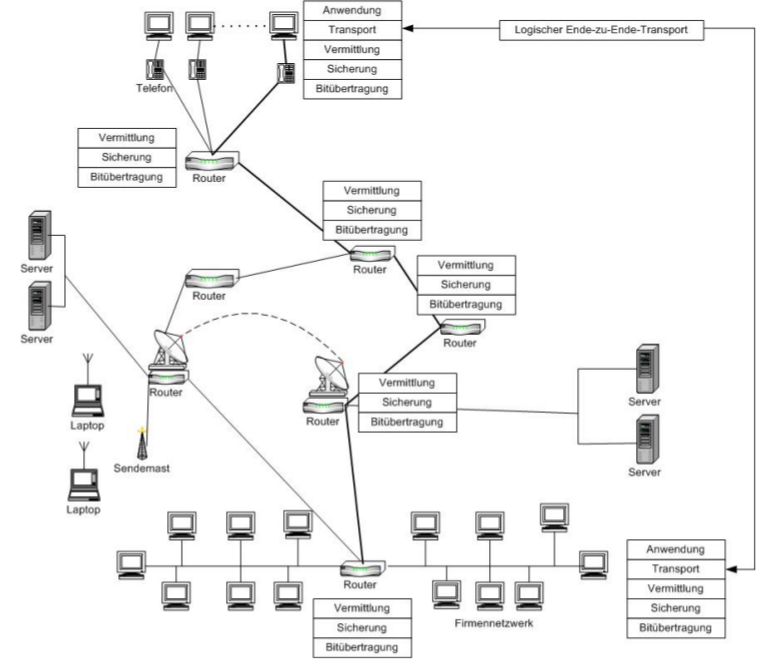 Anwendung
Transport
Vermittlung
Sicherung
Bitübertragung
Logischer Ende-zu-Ende-Transport
Telefon
Vermittlung
Sicherung
Bitübertragung
Router
Vermittlung
Sicherung
Bitübertragung
Router
Server
Server
Router
Vermittlung
Sicherung
Bitübertragung
Router
Router
Vermittlung
Sicherung
Bitübertragung
Router
Server
Server
Laptop
Sendemast
Laptop
Router
Vermittlung
Sicherung
Bitübertragung
Firmennetzwerk
Anwendung
Transport
Vermittlung
Sicherung
Bitübertragung